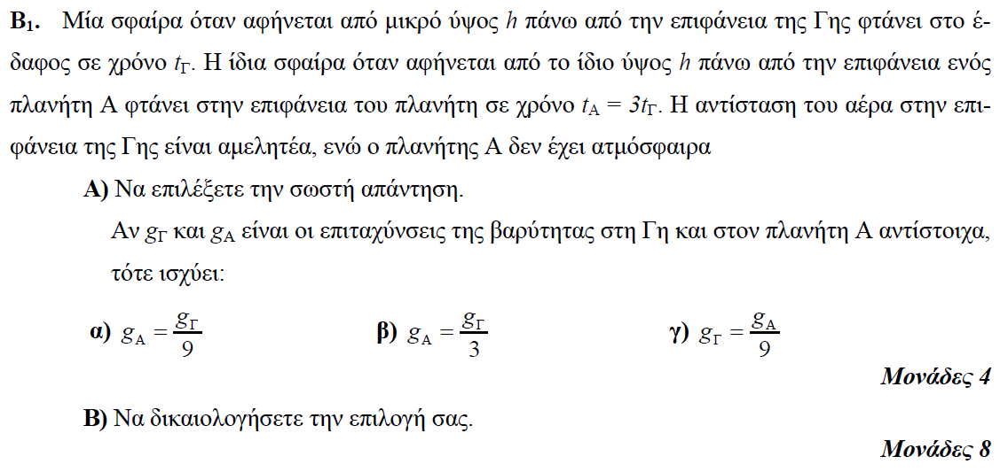 Β₁. Μία σφαίρα όταν αφήνεται από μικρό ύψος h πάνω από την επιφάνεια της Γης φτάνει στο έ-
δαφος σε χρόνο t_Γ. Η ίδια σφαίρα όταν αφήνεται από το ίδιο ύψος h πάνω από την επιφάνεια ενός
πλανήτη Α φτάνει στην επιφάνεια του πλανήτη σε χρόνο t_Α = 3t_Γ. Η αντίσταση του αέρα στην επι-
φάνεια της Γης είναι αμελητέα, ενώ ο πλανήτης Α δεν έχει ατμόσφαιρα
Α) Να επιλέξετε την σωστή απάντηση.
Αν g_Γ και g_Α είναι οι επιταχύνσεις της βαρύτητας στη Γη και στον πλανήτη Α αντίστοιχα,
τότε ισχύει:
α) g_Α = g_Γ/9 β) g_Α = g_Γ/3 γ) g_Γ = g_Α/9
Μονάδες 4
Β) Να δικαιολογήσετε την επιλογή σας.
Μονάδες 8